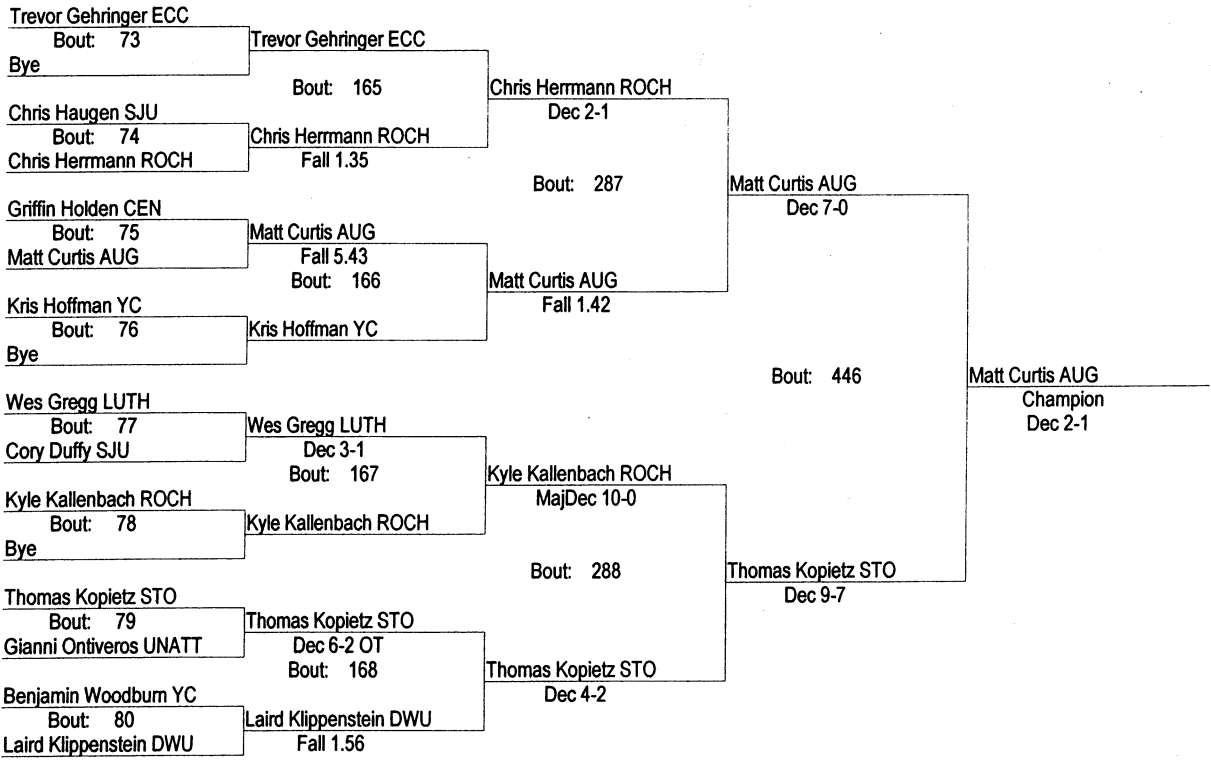 Trevor Gehringer ECC
Bout: 73
Bye
Trevor Gehringer ECC
Bout: 165
Chris Haugen SJU
Bout: 74
Chris Herrmann ROCH
Chris Herrmann ROCH
Fall 1.35
Chris Herrmann ROCH
Dec 2-1
Bout: 287
Griffin Holden CEN
Bout: 75
Matt Curtis AUG
Matt Curtis AUG
Fall 5.43
Bout: 166
Kris Hoffman YC
Bout: 76
Bye
Kris Hoffman YC
Matt Curtis AUG
Fall 1.42
Matt Curtis AUG
Dec 7-0
Bout: 446
Matt Curtis AUG
Champion
Dec 2-1
Wes Gregg LUTH
Bout: 77
Cory Duffy SJU
Wes Gregg LUTH
Dec 3-1
Bout: 167
Kyle Kallenbach ROCH
Bout: 78
Bye
Kyle Kallenbach ROCH
Kyle Kallenbach ROCH
MajDec 10-0
Bout: 288
Thomas Kopietz STO
Dec 9-7
Thomas Kopietz STO
Bout: 79
Gianni Ontiveros UNATT
Thomas Kopietz STO
Dec 6-2 OT
Bout: 168
Benjamin Woodburn YC
Bout: 80
Laird Klippenstein DWU
Laird Klippenstein DWU
Fall 1.56
Thomas Kopietz STO
Dec 4-2